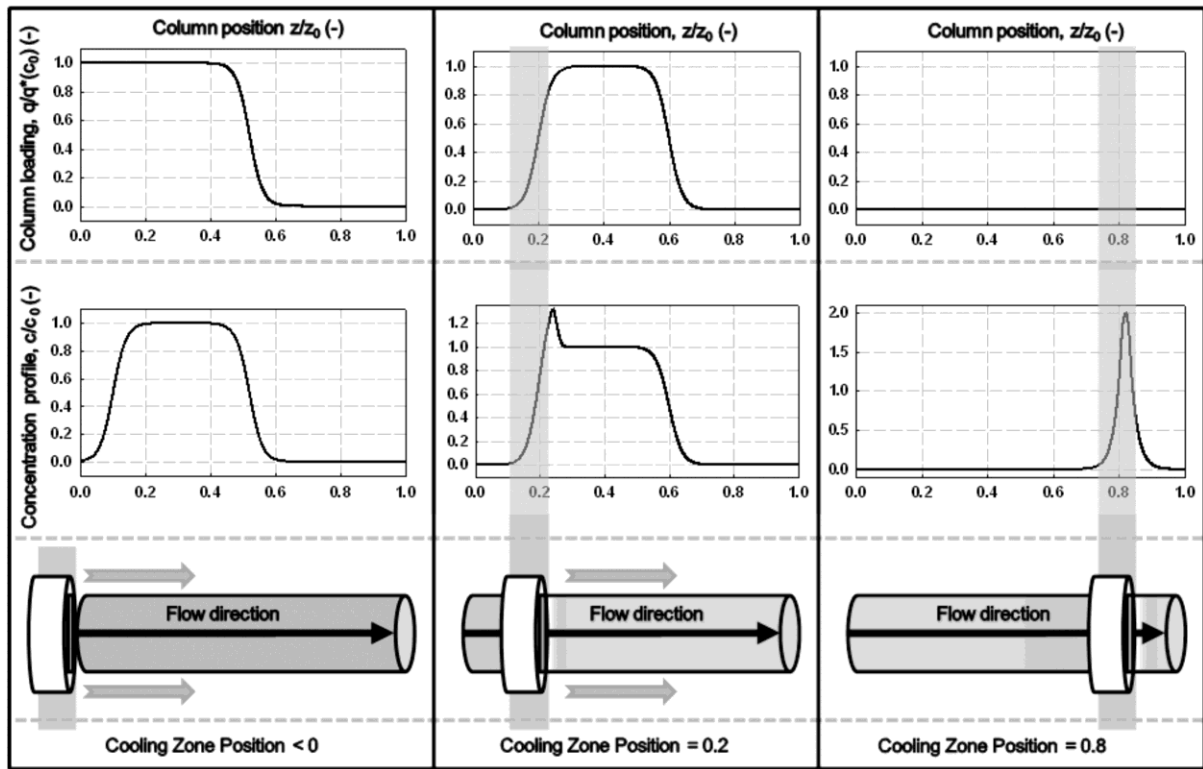 Column position z/z₀ (-)
Column position, z/z₀ (-)
Column position, z/z₀ (-)
Column loading, q/q*(c₀) (-)
1.0
0.8
0.6
0.4
0.2
0.0
0.0 0.2 0.4 0.6 0.8 1.0
1.0
0.8
0.6
0.4
0.2
0.0
0.0 0.2 0.4 0.6 0.8 1.0
1.0
0.8
0.6
0.4
0.2
0.0
0.0 0.2 0.4 0.6 0.8 1.0
Concentration profile, c/c₀ (-)
1.0
0.8
0.6
0.4
0.2
0.0
0.0 0.2 0.4 0.6 0.8 1.0
1.2
1.0
0.8
0.6
0.4
0.2
0.0
0.0 0.2 0.4 0.6 0.8 1.0
2.0
1.5
1.0
0.5
0.0
0.0 0.2 0.4 0.6 0.8 1.0
Flow direction
Flow direction
Flow direction
Cooling Zone Position < 0
Cooling Zone Position = 0.2
Cooling Zone Position = 0.8